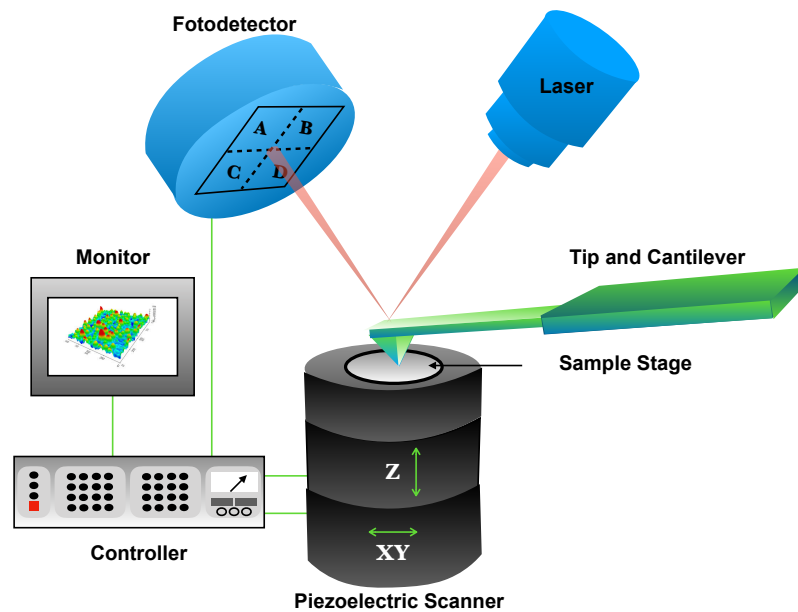 Fotodetector
Laser
A
B
C
D
Monitor
Tip and Cantilever
Sample Stage
Z
XY
Controller
Piezoelectric Scanner